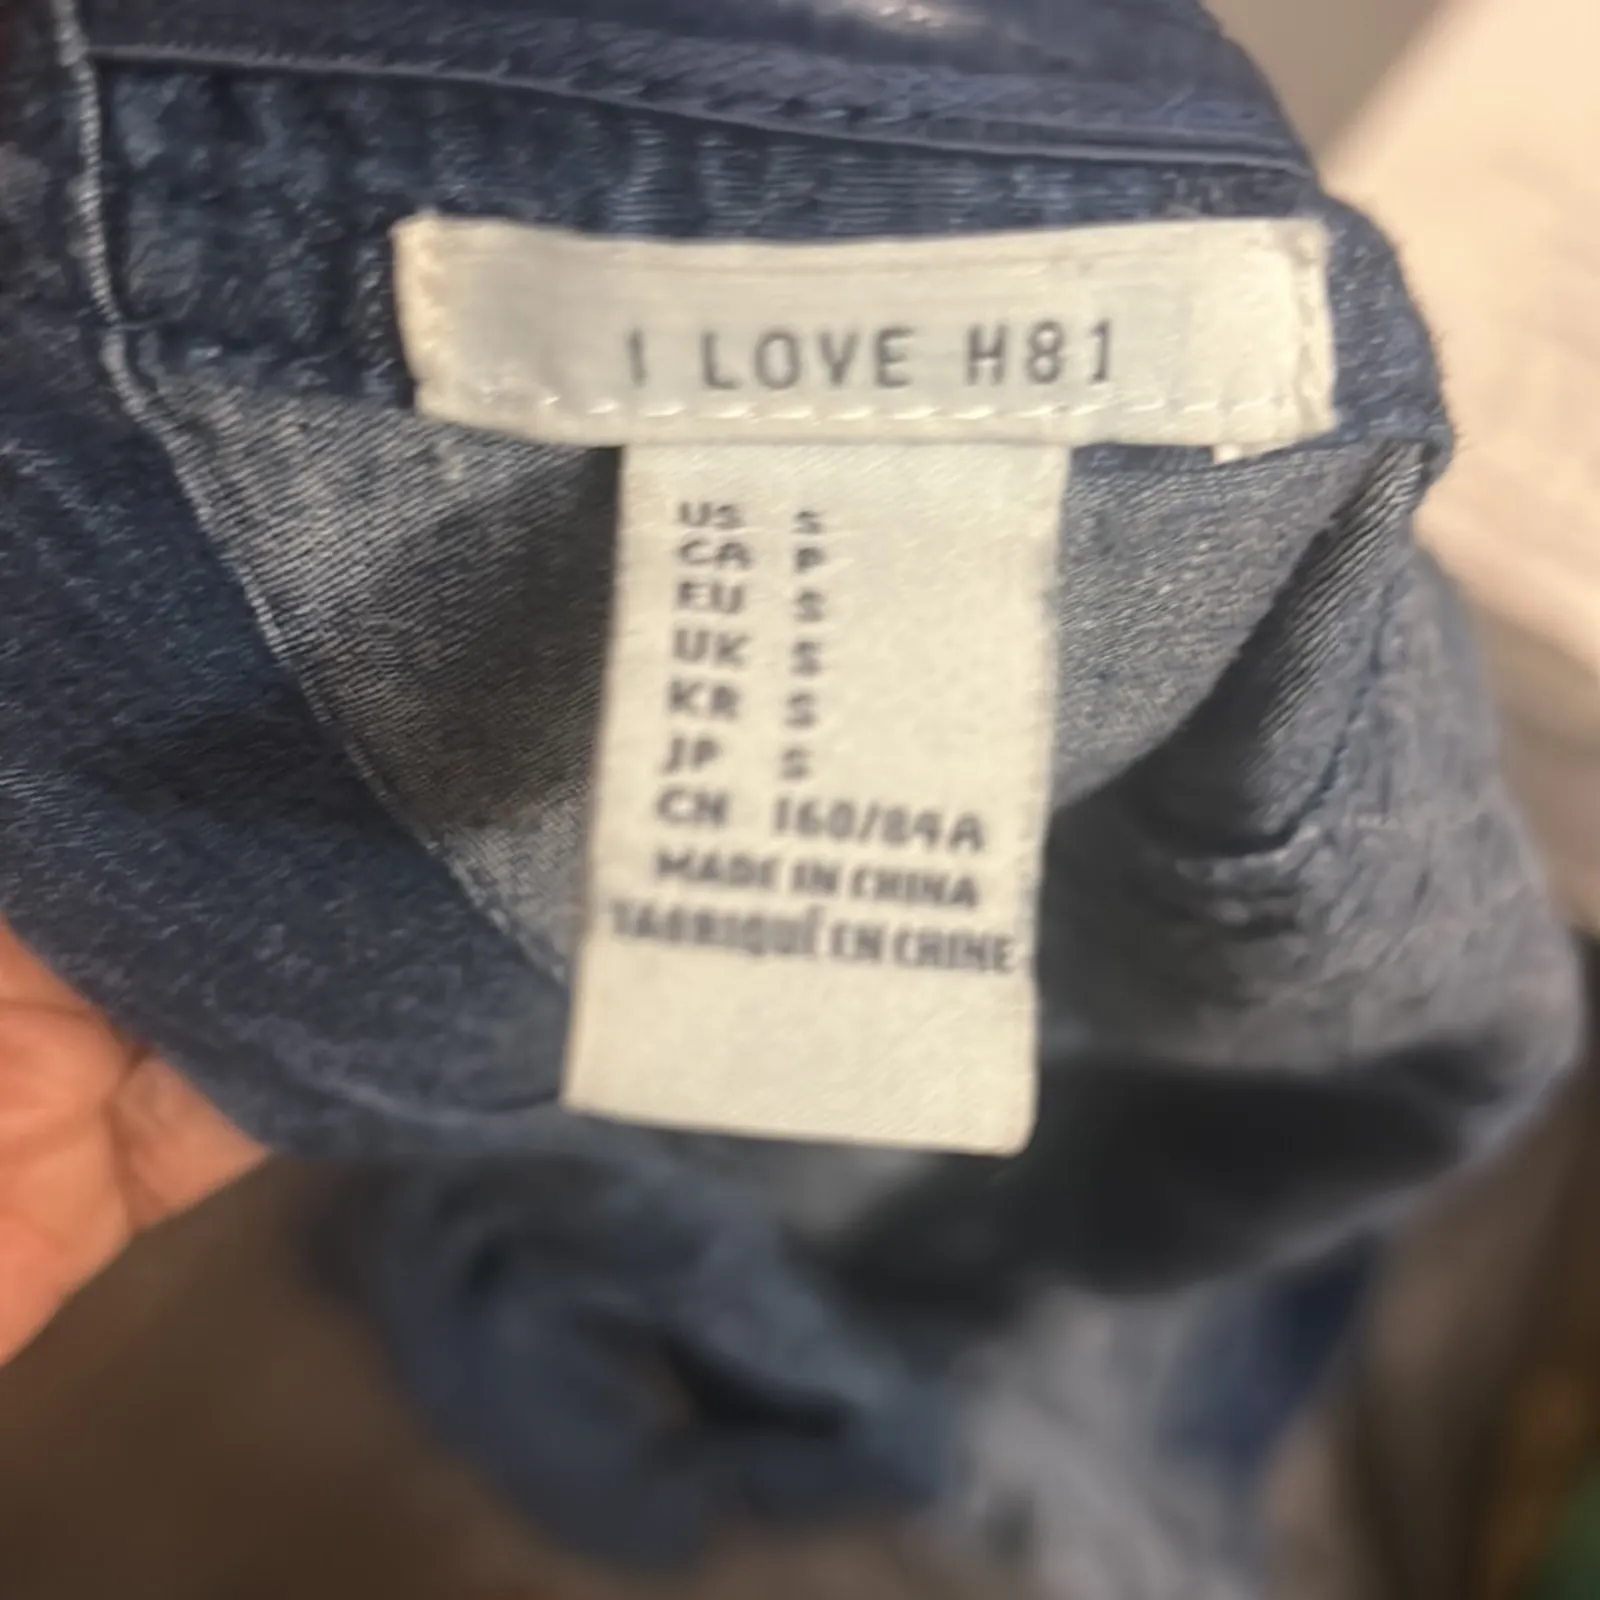 I LOVE H81
US S
CA P
EU S
UK S
KR S
JP S
CN 160/84A
MADE IN CHINA
FABRIQUÉ EN CHINE